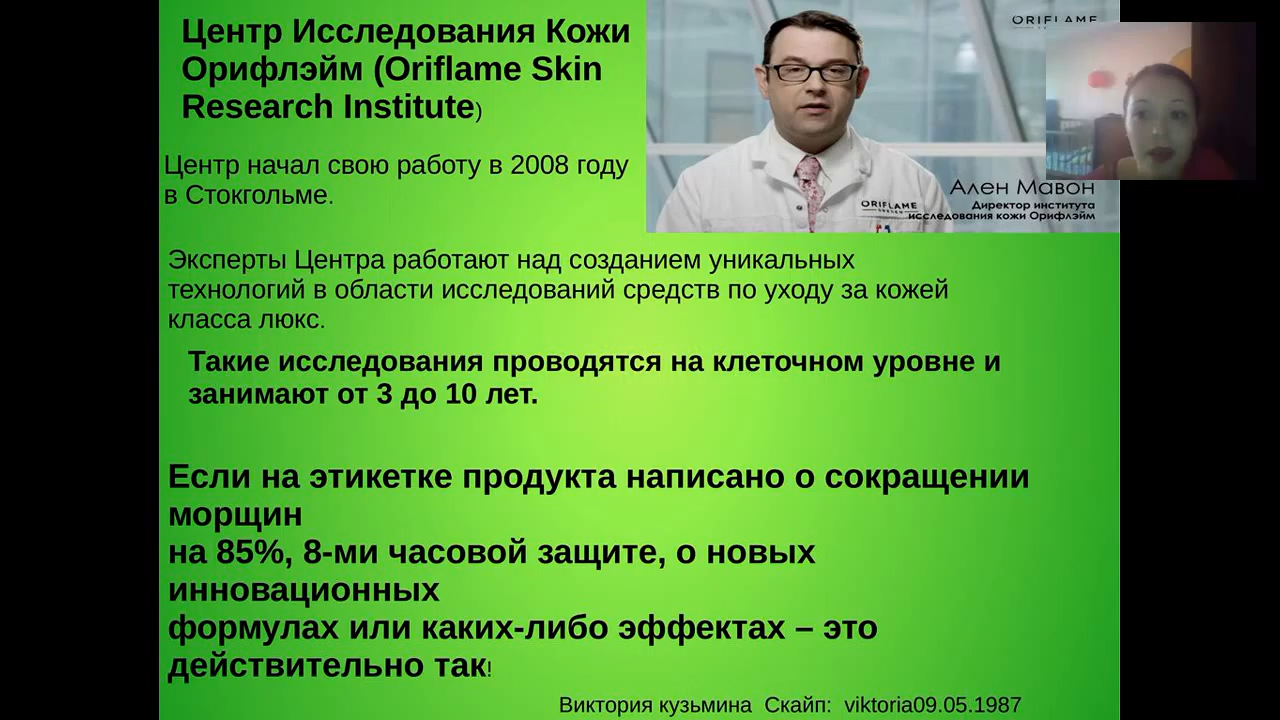 Центр Исследования Кожи
Орифлэйм (Oriflame Skin
Research Institute)
ORIFLAME
Центр начал свою работу в 2008 году
в Стокгольме.
Ален Мавон
Директор института
исследования кожи Орифлэйм
ORIFLAME
Эксперты Центра работают над созданием уникальных
технологий в области исследований средств по уходу за кожей
класса люкс.
Такие исследования проводятся на клеточном уровне и
занимают от 3 до 10 лет.
Если на этикетке продукта написано о сокращении
морщин
на 85%, 8-ми часовой защите, о новых
инновационных
формулах или каких-либо эффектах – это
действительно так!
Виктория кузьмина Скайп: viktoria09.05.1987